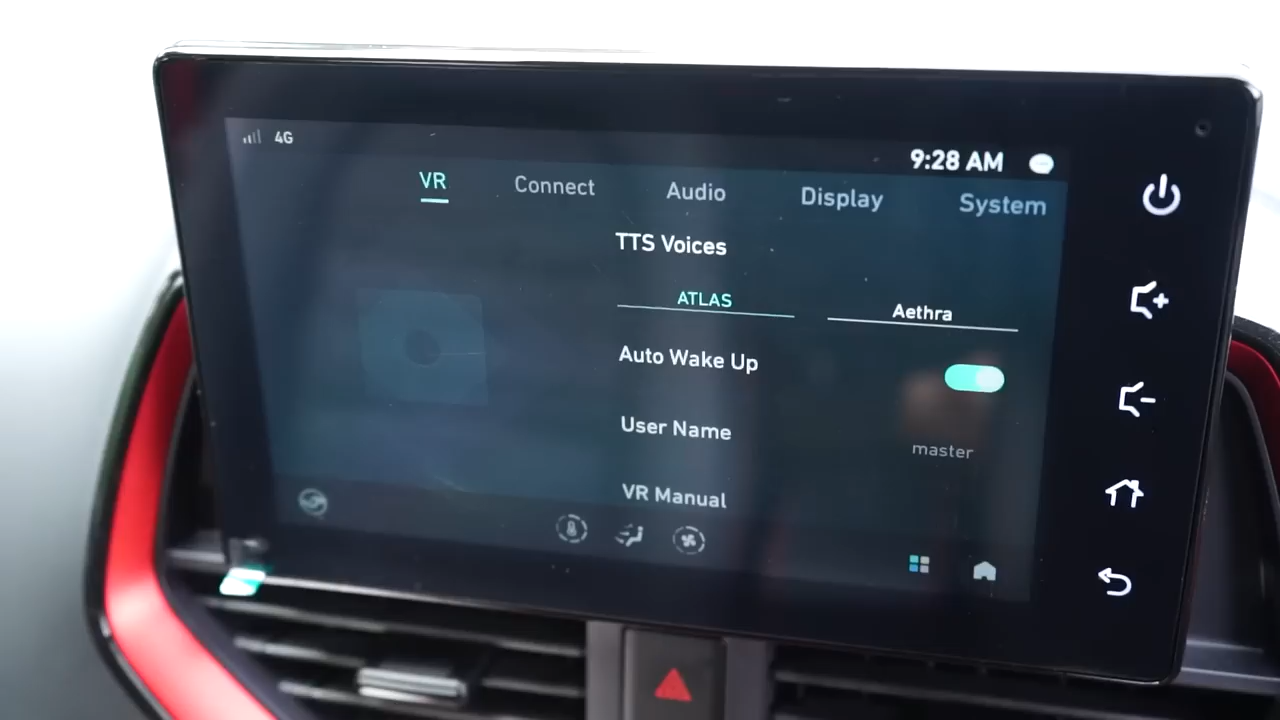 4G
9:28 AM
VR Connect Audio Display System
TTS Voices
ATLAS Aethra
Auto Wake Up
User Name
master
VR Manual